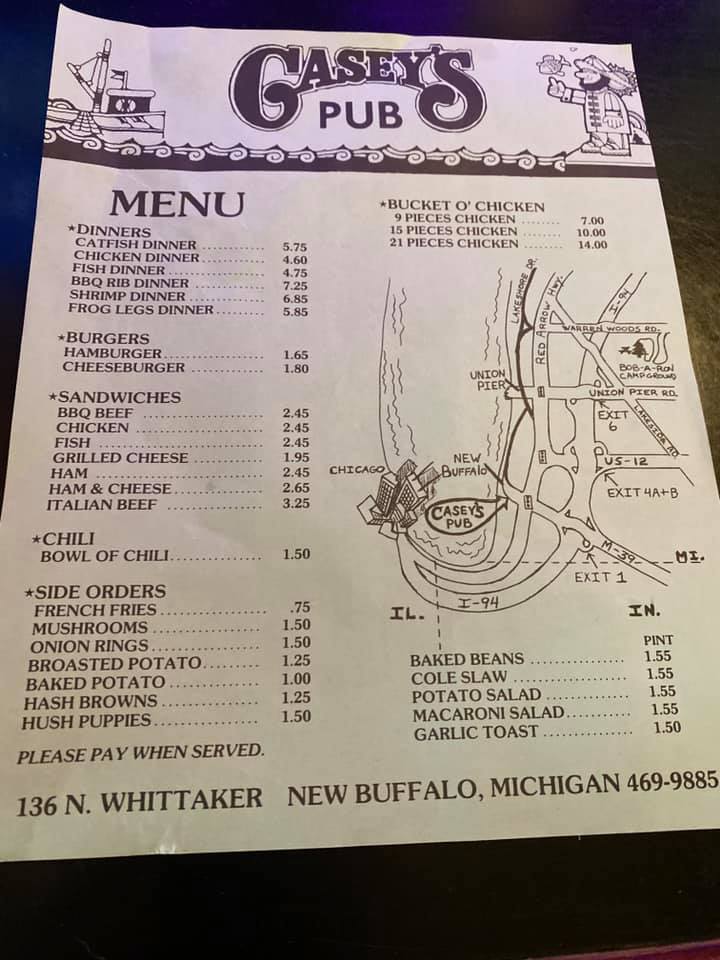 CASEY'S
PUB
MENU
★DINNERS
CATFISH DINNER ............ 5.75
CHICKEN DINNER ............ 4.60
FISH DINNER ............ 4.75
BBQ RIB DINNER ............ 7.25
SHRIMP DINNER ............ 6.85
FROG LEGS DINNER ............ 5.85
★BURGERS
HAMBURGER ............ 1.65
CHEESEBURGER ............ 1.80
★SANDWICHES
BBQ BEEF ............ 2.45
CHICKEN ............ 2.45
FISH ............ 2.45
GRILLED CHEESE ............ 1.95
HAM ............ 2.45
HAM & CHEESE ............ 2.65
ITALIAN BEEF ............ 3.25
★CHILI
BOWL OF CHILI ............ 1.50
★SIDE ORDERS
FRENCH FRIES ............ .75
MUSHROOMS ............ 1.50
ONION RINGS ............ 1.50
BROASTED POTATO ............ 1.25
BAKED POTATO ............ 1.00
HASH BROWNS ............ 1.25
HUSH PUPPIES ............ 1.50
PLEASE PAY WHEN SERVED.
★BUCKET O' CHICKEN
9 PIECES CHICKEN ........ 7.00
15 PIECES CHICKEN ........ 10.00
21 PIECES CHICKEN ........ 14.00
LAKESHORE DR.
RED ARROW HWY.
I-94
WARREN WOODS RD.
BOB-A-RON
CAMPGROUND
UNION
PIER
UNION PIER RD.
EXIT
6
LAKESIDE RD.
CHICAGO
NEW
BUFFALO
US-12
EXIT 4A+B
CASEY'S
PUB
M-39
MI.
EXIT 1
I-94
IL.
IN.
PINT
BAKED BEANS ............ 1.55
COLE SLAW ............ 1.55
POTATO SALAD ............ 1.55
MACARONI SALAD ............ 1.55
GARLIC TOAST ............ 1.50
136 N. WHITTAKER NEW BUFFALO, MICHIGAN 469-9885